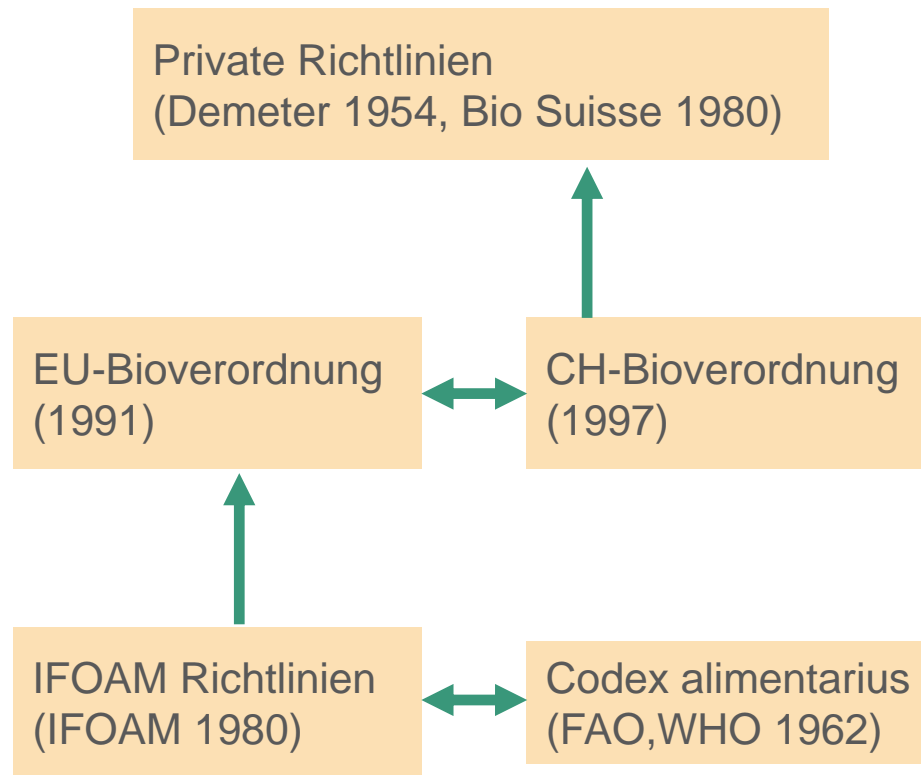 Private Richtlinien
(Demeter 1954, Bio Suisse 1980)
EU-Bioverordnung
(1991)
CH-Bioverordnung
(1997)
IFOAM Richtlinien
(IFOAM 1980)
Codex alimentarius
(FAO,WHO 1962)